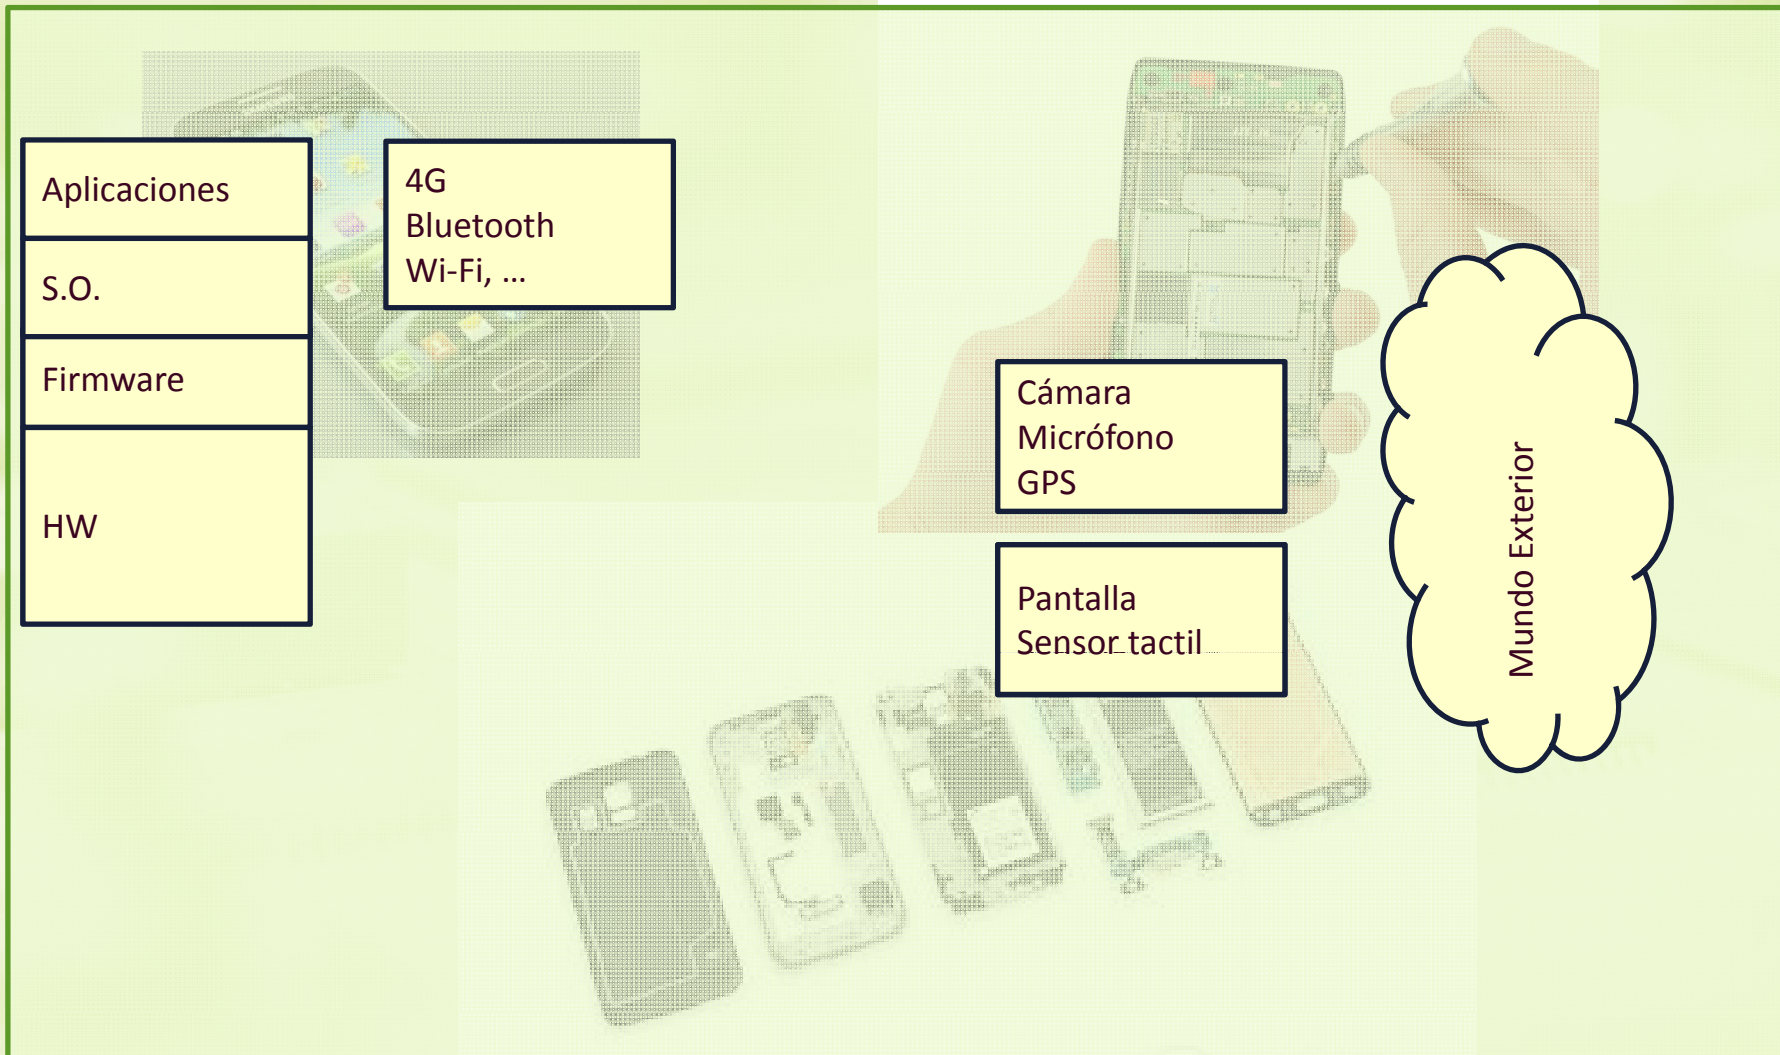 Aplicaciones
S.O.
Firmware
HW
4G
Bluetooth
Wi-Fi, ...
Cámara
Micrófono
GPS
Pantalla
Sensor tactil
Mundo Exterior